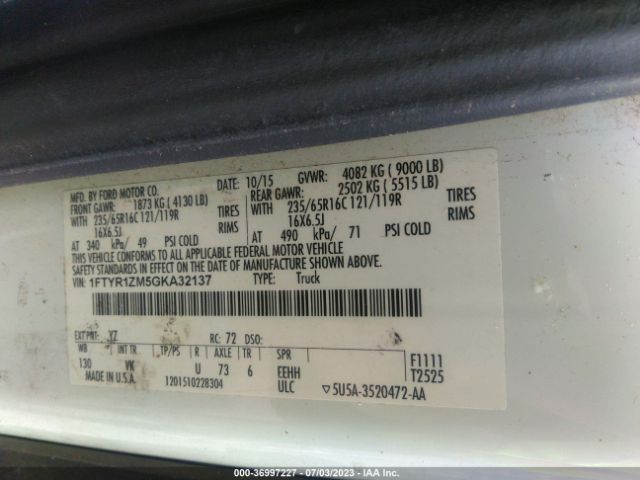 MFD. BY FORD MOTOR CO.
DATE: 10/15 GVWR: 4082 KG ( 9000 LB)
FRONT GAWR: 1873 KG ( 4130 LB) REAR GAWR: 2502 KG ( 5515 LB)
WITH 235/65R16C 121/119R TIRES WITH 235/65R16C 121/119R TIRES
16X6.5J RIMS 16X6.5J RIMS
AT 340 kPa/ 49 PSI COLD AT 490 kPa/ 71 PSI COLD
THIS VEHICLE CONFORMS TO ALL APPLICABLE FEDERAL MOTOR VEHICLE
SAFETY STANDARDS IN EFFECT ON THE DATE OF MANUFACTURE SHOWN ABOVE.
VIN: 1FTYR1ZM5GKA32137 TYPE: Truck
EXT PNT: YZ RC: 72 DSO:
WB INT TR TP/PS R AXLE TR SPR
130 VK U 73 6 EEHH F1111
MADE IN U.S.A. 1201510228304 ULC ▽5U5A-3520472-AA T2525
000-36997227 - 07/03/2023 - IAA Inc.